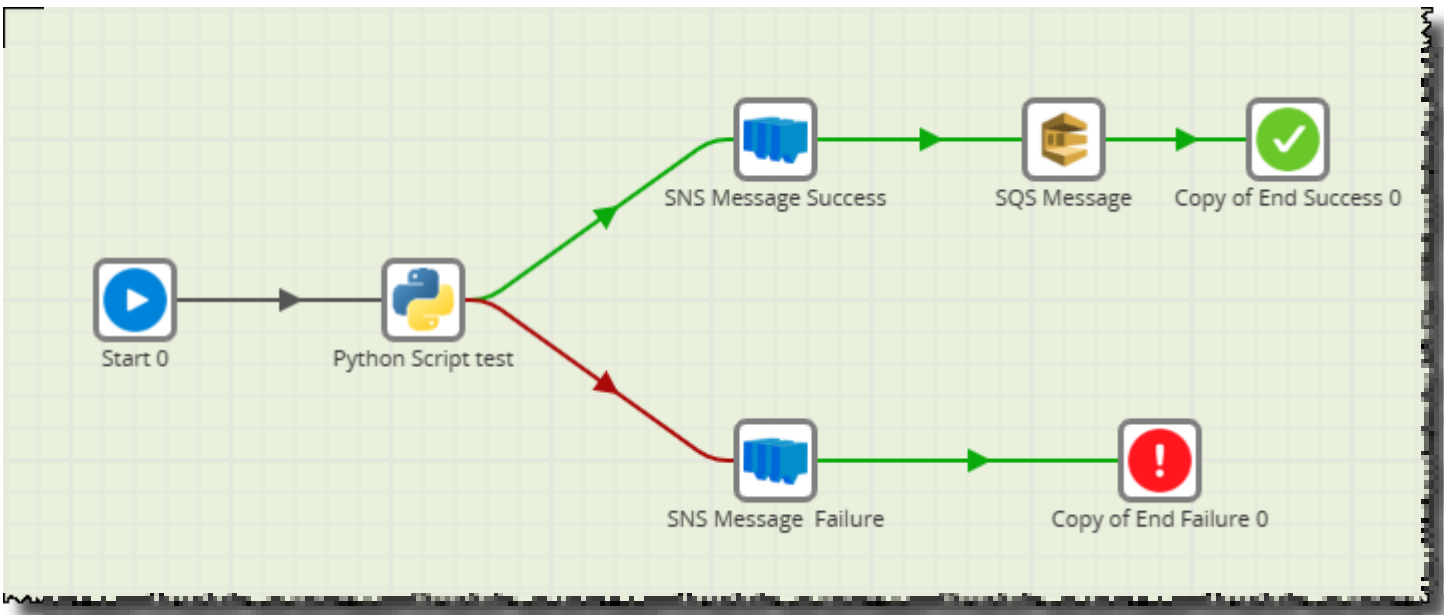 SNS Message Success
SQS Message
Copy of End Success 0
Start 0
Python Script test
SNS Message  Failure
Copy of End Failure 0